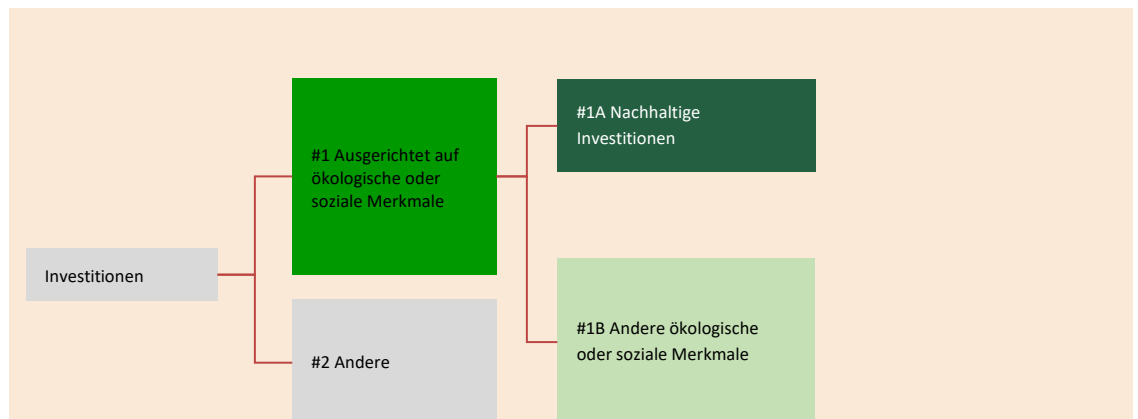 Investitionen
#1 Ausgerichtet auf
ökologische oder
soziale Merkmale
#2 Andere
#1A Nachhaltige
Investitionen
#1B Andere ökologische
oder soziale Merkmale